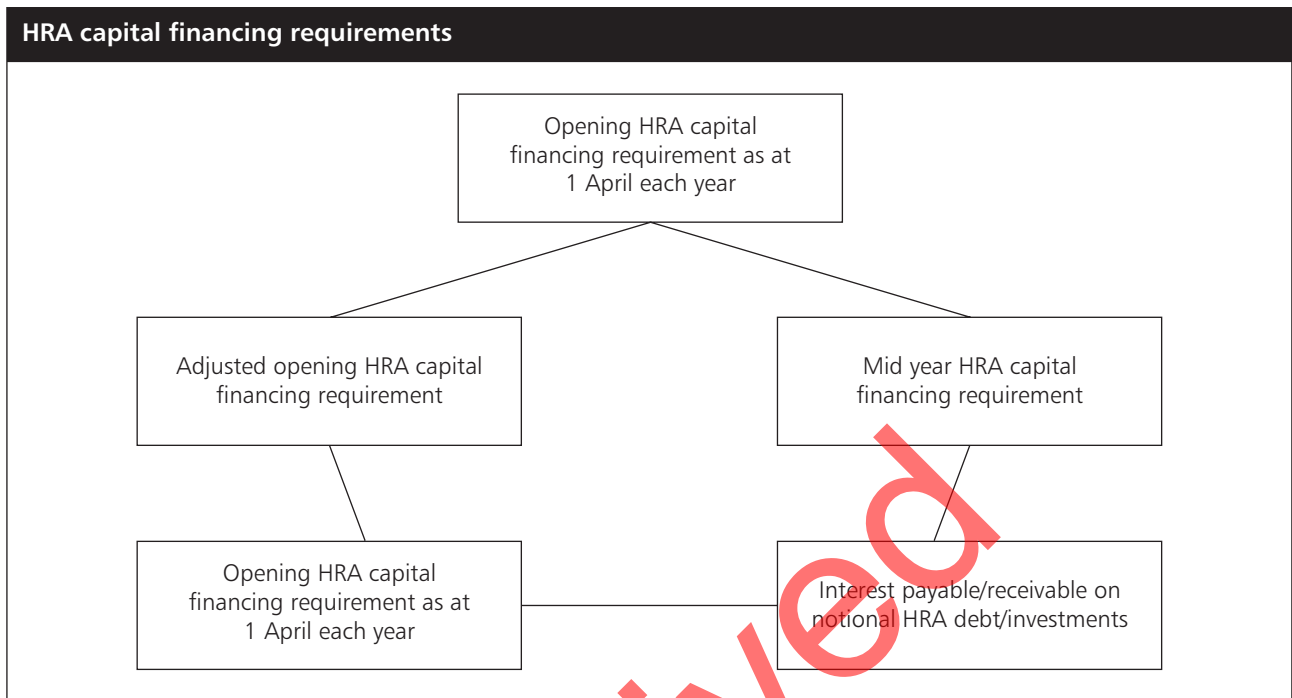 HRA capital financing requirements
Opening HRA capital
financing requirement as at
1 April each year
Adjusted opening HRA capital
financing requirement
Mid year HRA capital
financing requirement
Opening HRA capital
financing requirement as at
1 April each year
Interest payable/receivable on
notional HRA debt/investments
ved